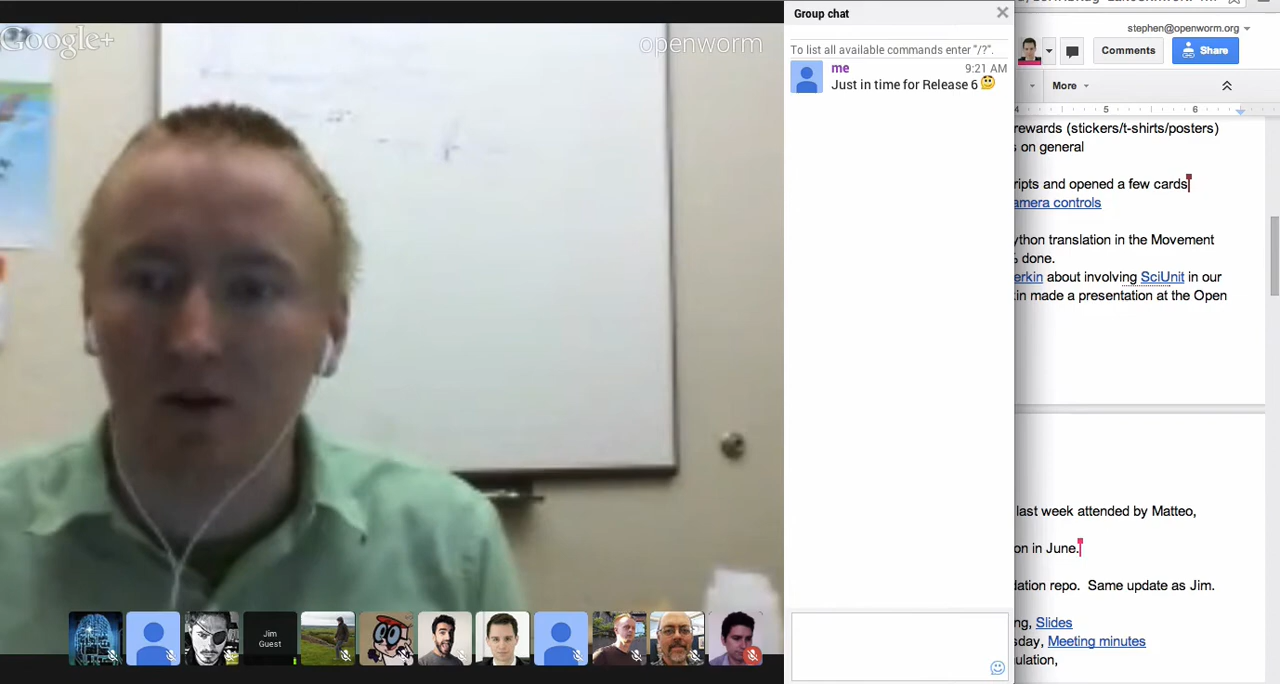 Google+
openworm
Jim
Guest
Group chat
To list all available commands enter "/?".
me
9:21 AM
Just in time for Release 6
stephen@openworm.org
Comments
Share
More
4 5 6
rewards (stickers/t-shirts/posters)
s on general
ripts and opened a few cards
amera controls
ython translation in the Movement
% done.
erkin about involving SciUnit in our
in made a presentation at the Open
last week attended by Matteo,
on in June.
lation repo. Same update as Jim.
ng, Slides
sday, Meeting minutes
ulation,